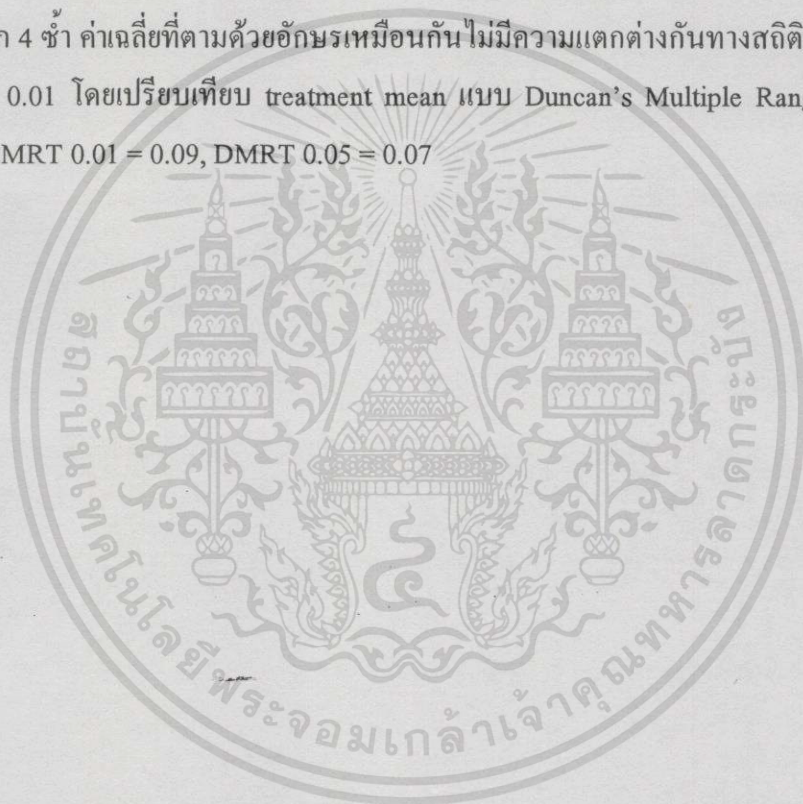 4 ซ้ำ ค่าเฉลี่ยที่ตามด้วยอักษรเหมือนกันไม่มีความแตกต่างกันทางสถิติ
0.01 โดยเปรียบเทียบ treatment mean แบบ Duncan's Multiple Ran
MRT 0.01 = 0.09, DMRT 0.05 = 0.07
สถาบันเทคโนโลยีพระจอมเกล้าเจ้าคุณทหารลาดกระบัง